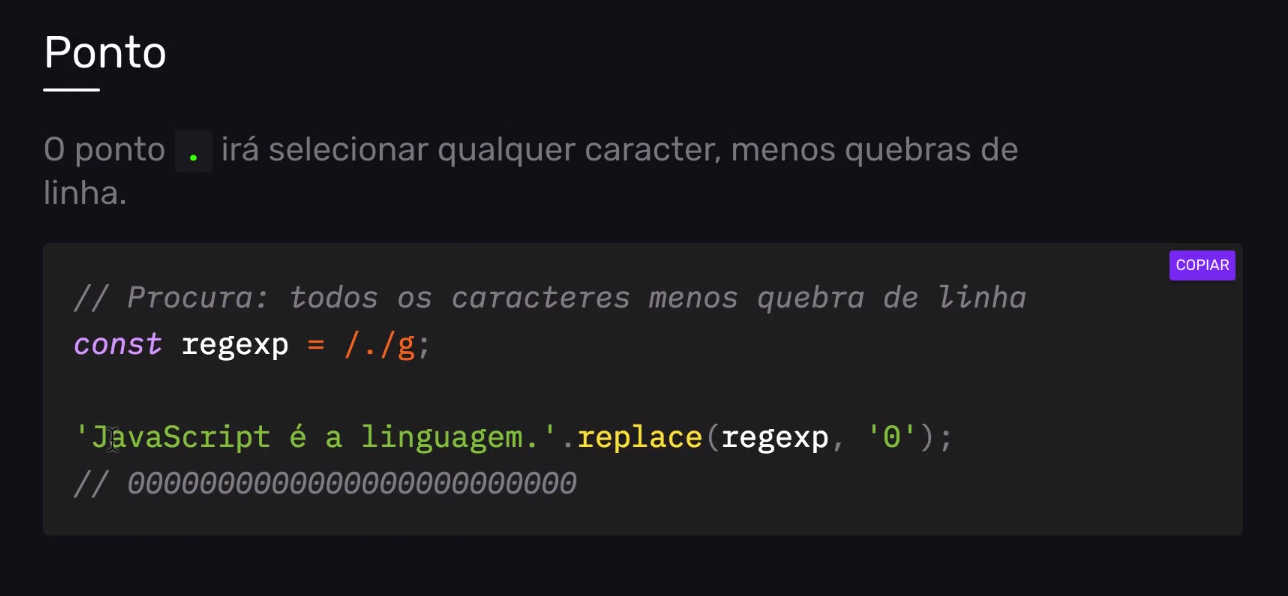 Ponto
O ponto . irá selecionar qualquer caracter, menos quebras de
linha.
COPIAR
// Procura: todos os caracteres menos quebra de linha
const regexp = /./g;
'JavaScript é a linguagem.'.replace(regexp, '0');
// 0000000000000000000000000